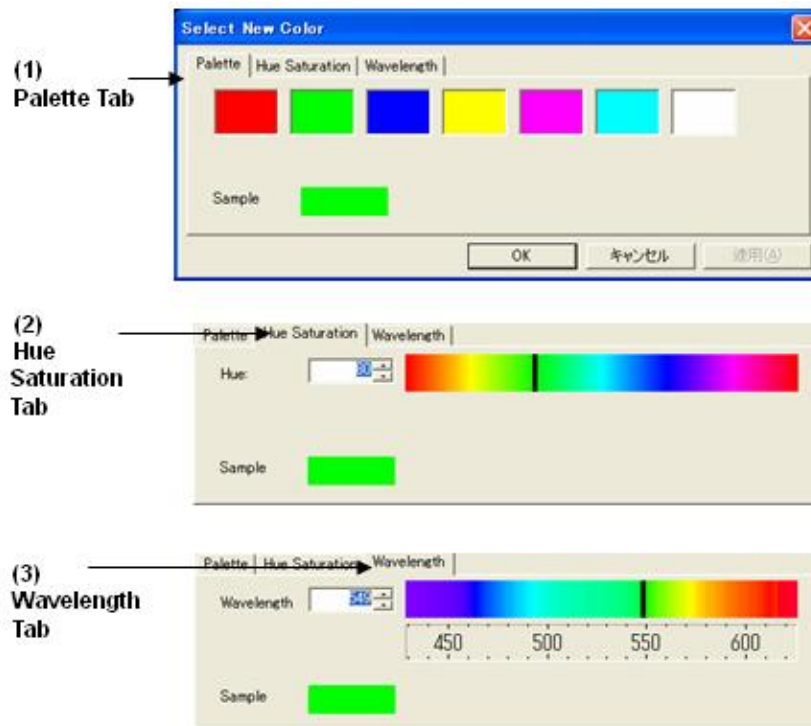 Select New Color
(1)
Palette Tab
Palette Hue Saturation Wavelength
Sample
OK キャンセル 適用(A)
(2)
Hue
Saturation
Tab
Palette Hue Saturation Wavelength
Hue: 80
Sample
(3)
Wavelength
Tab
Palette Hue Saturation Wavelength
Wavelength 549
450 500 550 600
Sample